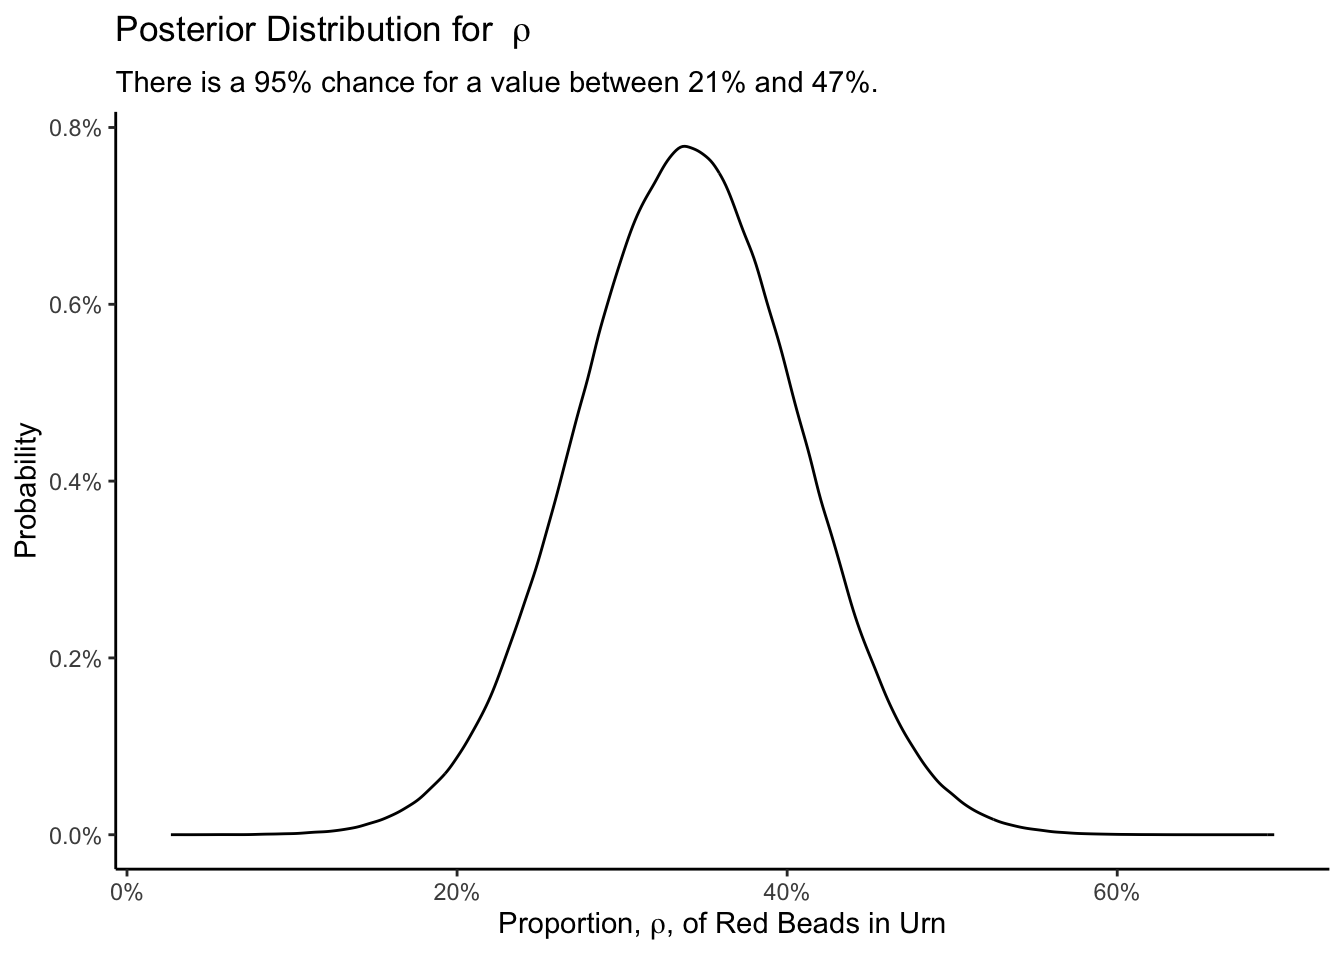 Posterior Distribution for ρ
There is a 95% chance for a value between 21% and 47%.
Probability
0.8%
0.6%
0.4%
0.2%
0.0%
0% 20% 40% 60%
Proportion, ρ, of Red Beads in Urn